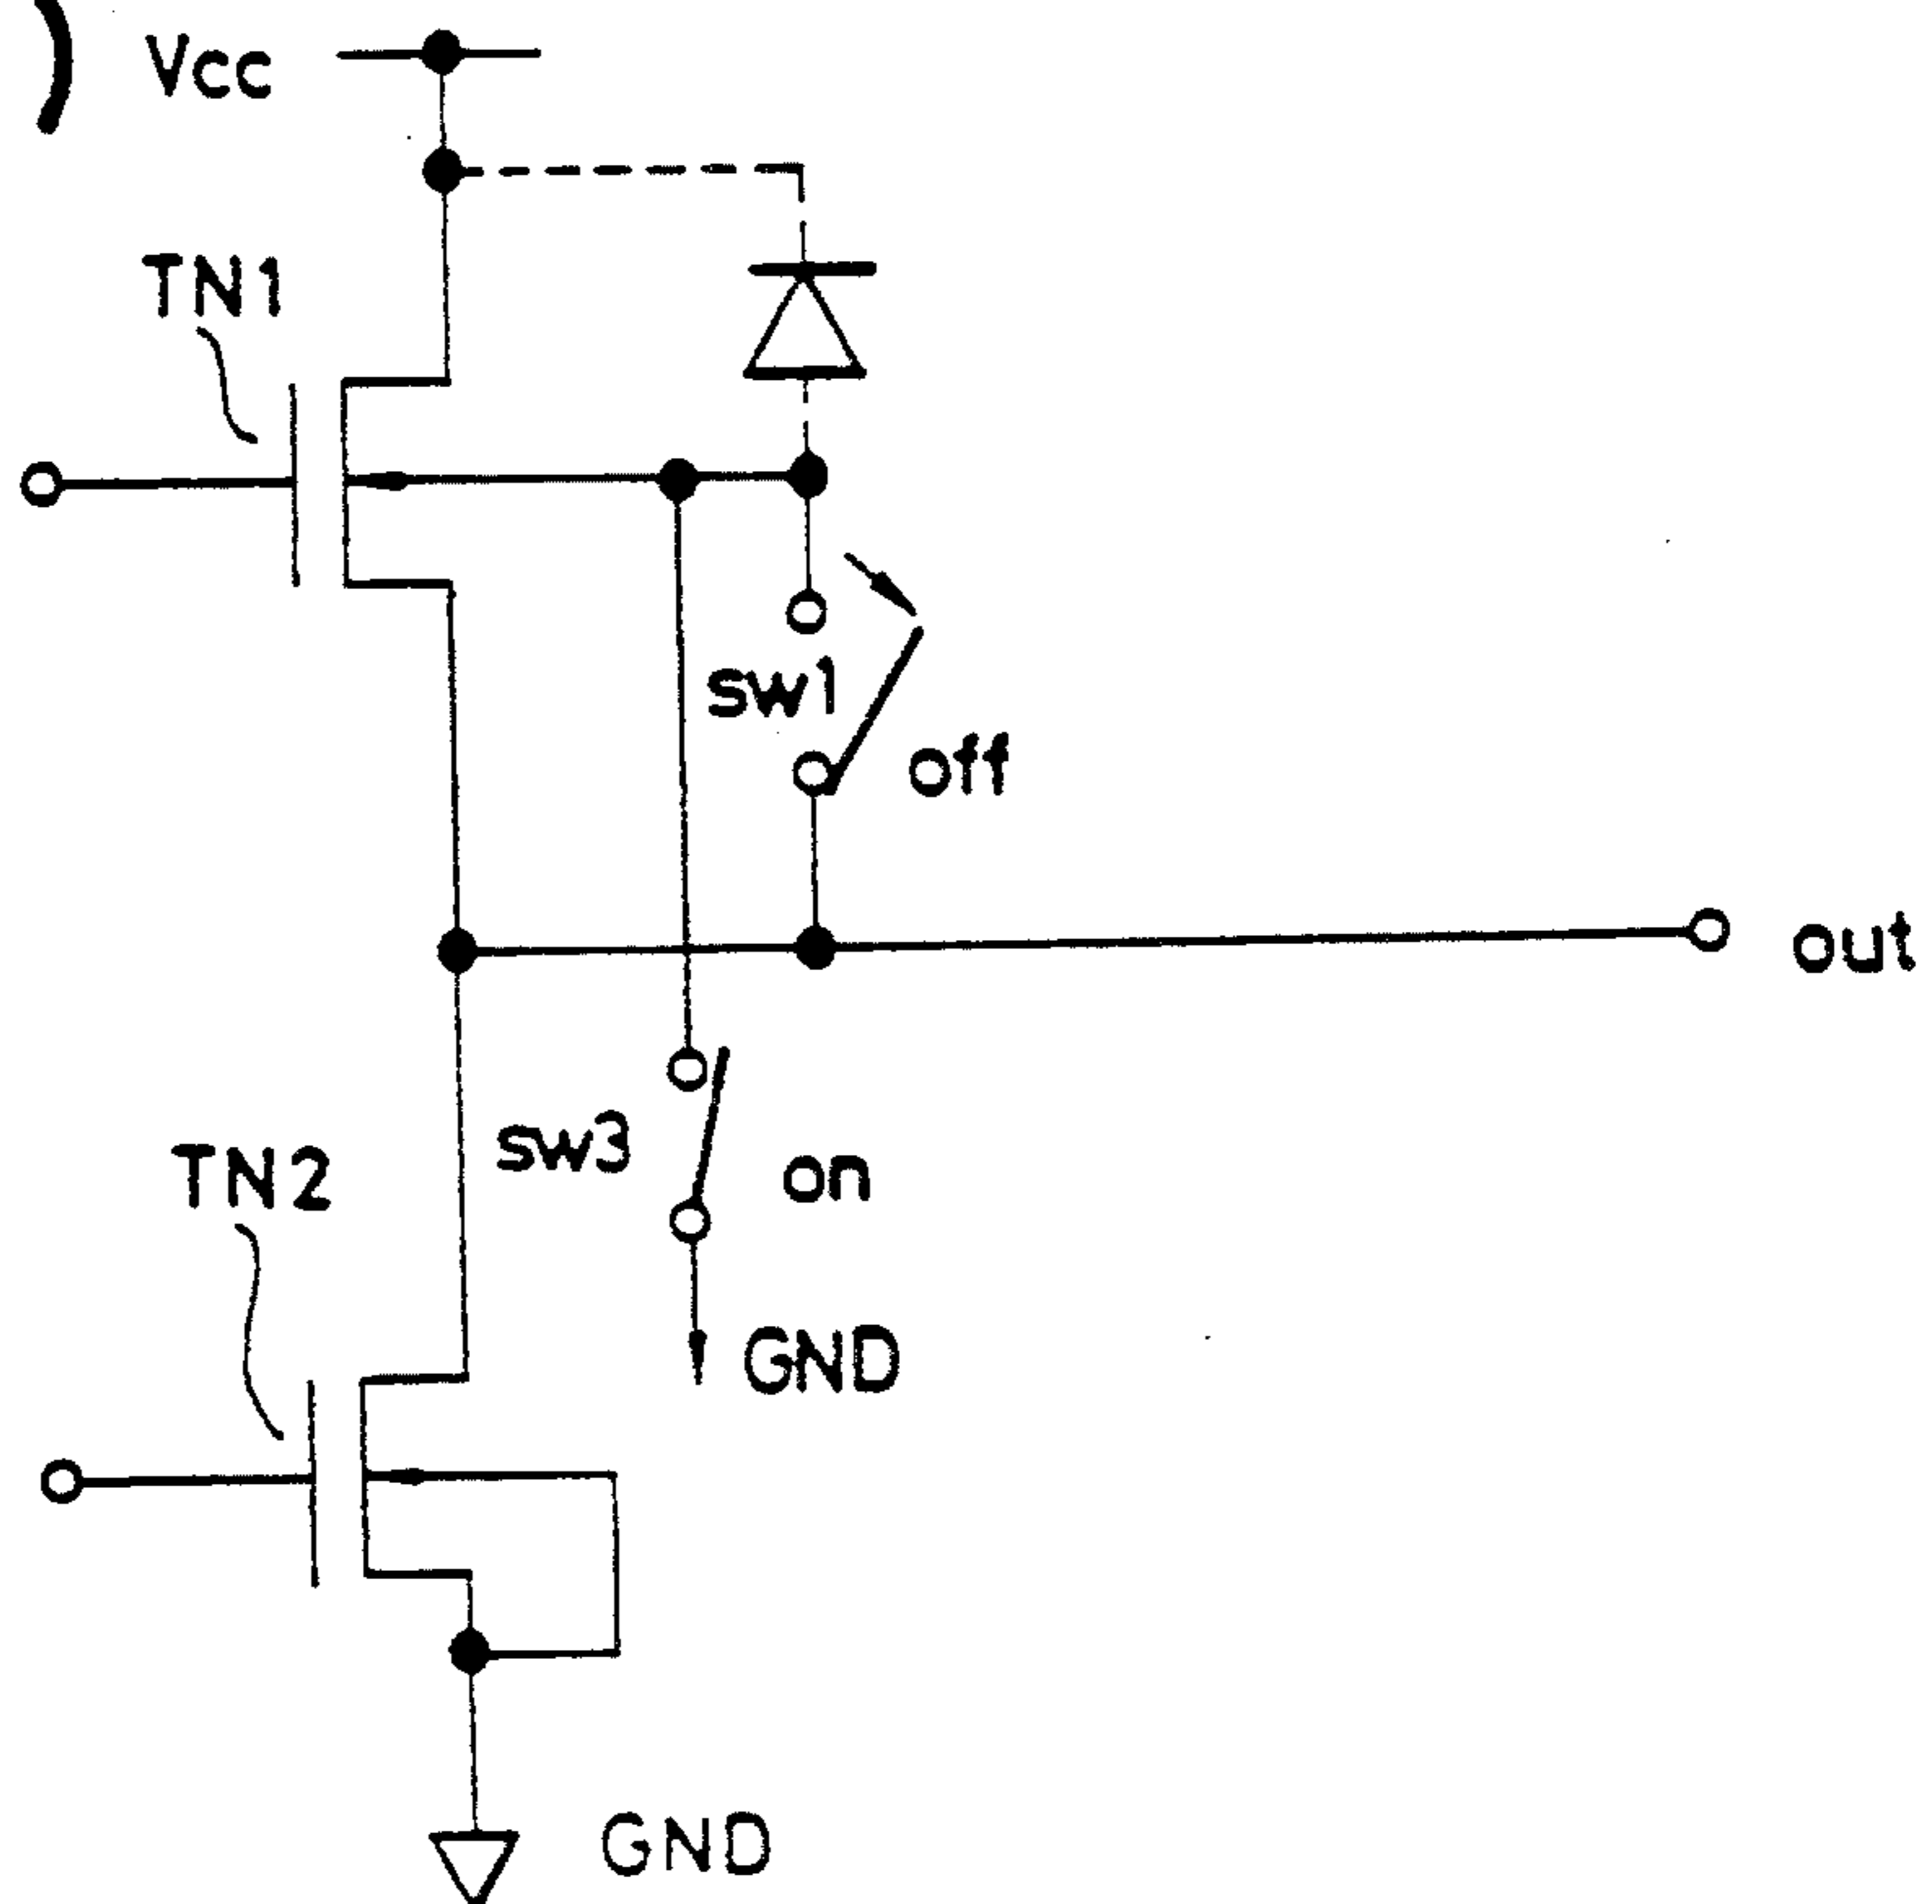 ) Vcc
TN1
sw1
off
out
sw3
on
TN2
GND
GND